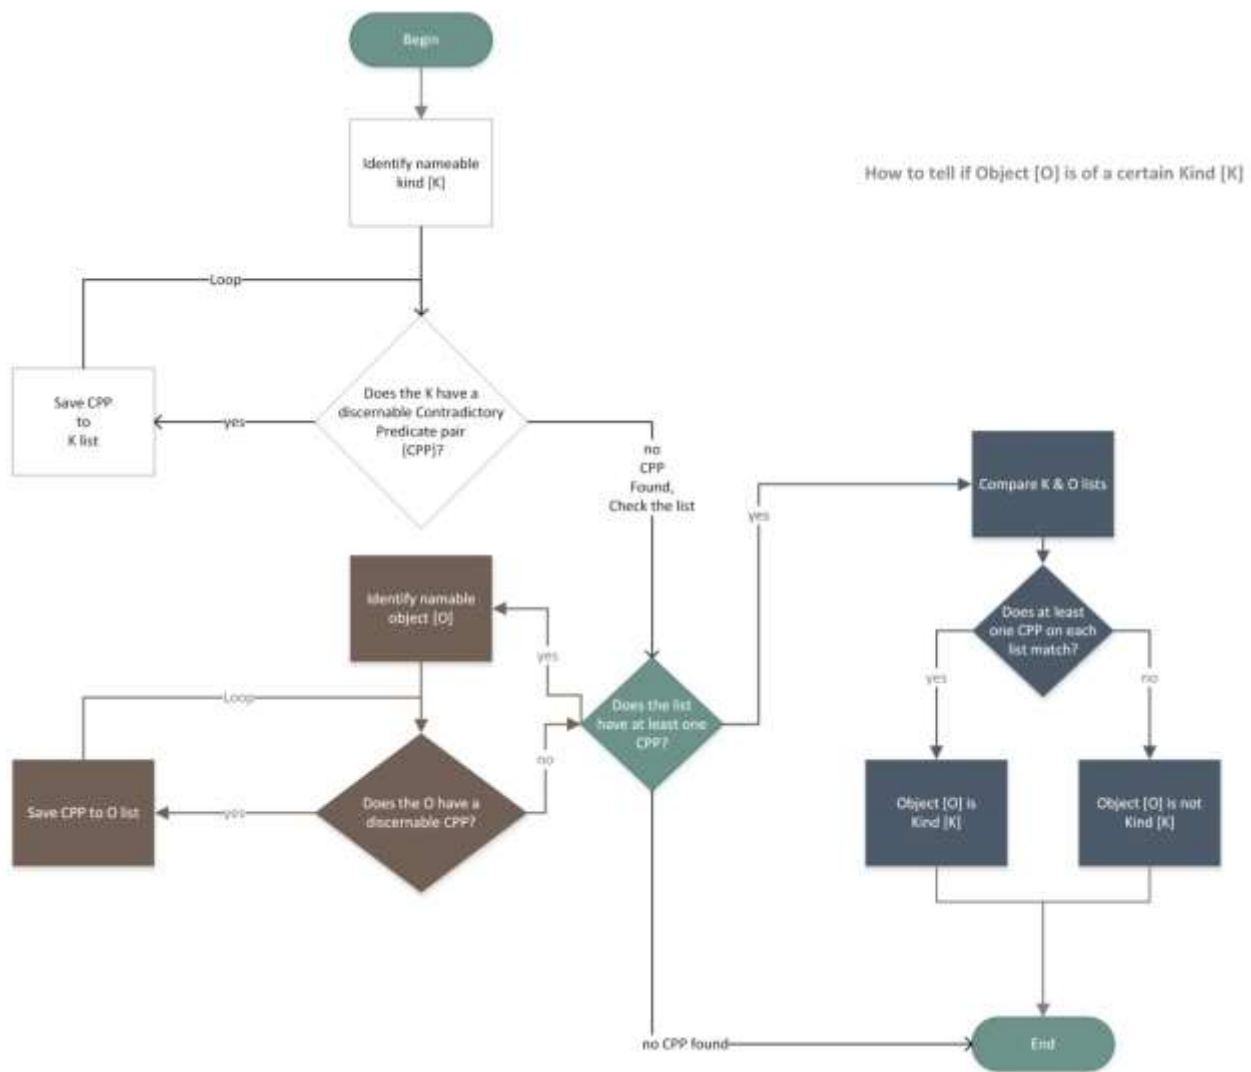 Begin
Identify nameable
kind [K]
How to tell if Object [O] is of a certain Kind [K]
Loop
Does the K have a
discernable Contradictory
Predicate pair
(CPP)?
Save CPP
to
K list
yes
no
CPP
Found,
Check the list
Compare K & O lists
yes
Identify namable
object [O]
yes
Does at least
one CPP on each
list match?
yes
no
Loop
Does the list
have at least one
CPP?
no
Save CPP to O list
yes
Does the O have a
discernable CPP?
Object [O] is
Kind [K]
Object [O] is not
Kind [K]
no CPP found
End